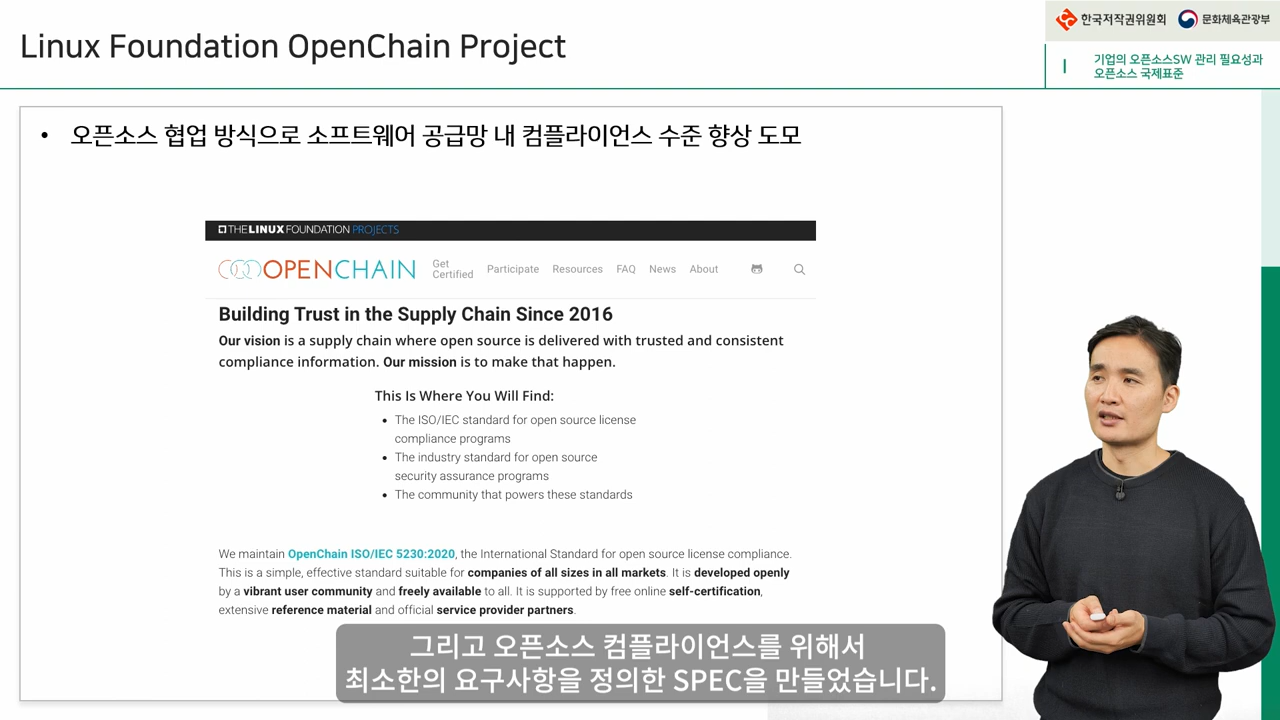 Linux Foundation OpenChain Project
한국저작권위원회 문화체육관광부
I 기업의 오픈소스SW 관리 필요성과
오픈소스 국제표준
• 오픈소스 협업 방식으로 소프트웨어 공급망 내 컴플라이언스 수준 향상 도모
THE LINUX FOUNDATION PROJECTS
OPENCHAIN
Get
Certified
Participate Resources FAQ News About
Building Trust in the Supply Chain Since 2016
Our vision is a supply chain where open source is delivered with trusted and consistent
compliance information. Our mission is to make that happen.
This Is Where You Will Find:
• The ISO/IEC standard for open source license
compliance programs
• The industry standard for open source
security assurance programs
• The community that powers these standards
We maintain OpenChain ISO/IEC 5230:2020, the International Standard for open source license compliance.
This is a simple, effective standard suitable for companies of all sizes in all markets. It is developed openly
by a vibrant user community and freely available to all. It is supported by free online self-certification,
extensive reference material and official service provider partners.
그리고 오픈소스 컴플라이언스를 위해서
최소한의 요구사항을 정의한 SPEC을 만들었습니다.